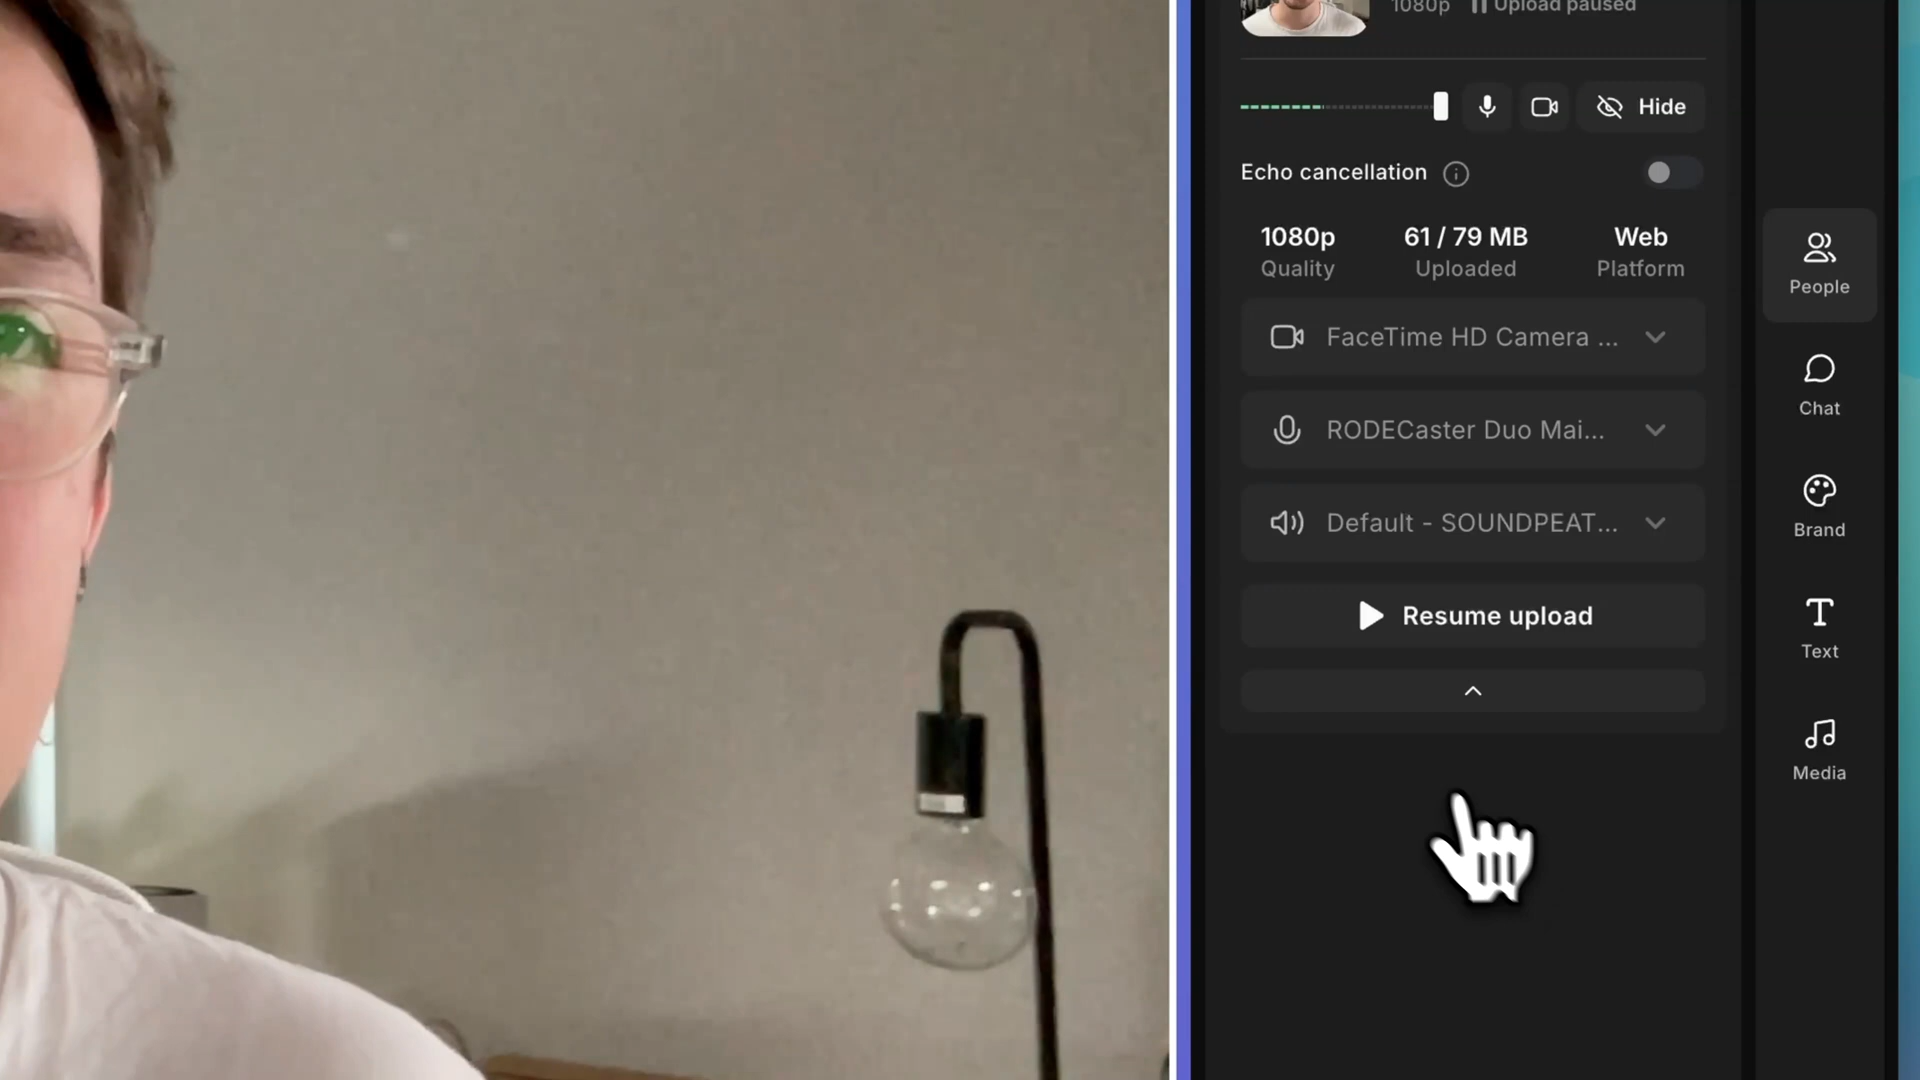 1080p Upload paused
Hide
Echo cancellation
1080p 61 / 79 MB Web
Quality Uploaded Platform
FaceTime HD Camera ...
RODECaster Duo Mai...
Default - SOUNDPEAT...
Resume upload
People
Chat
Brand
Text
Media